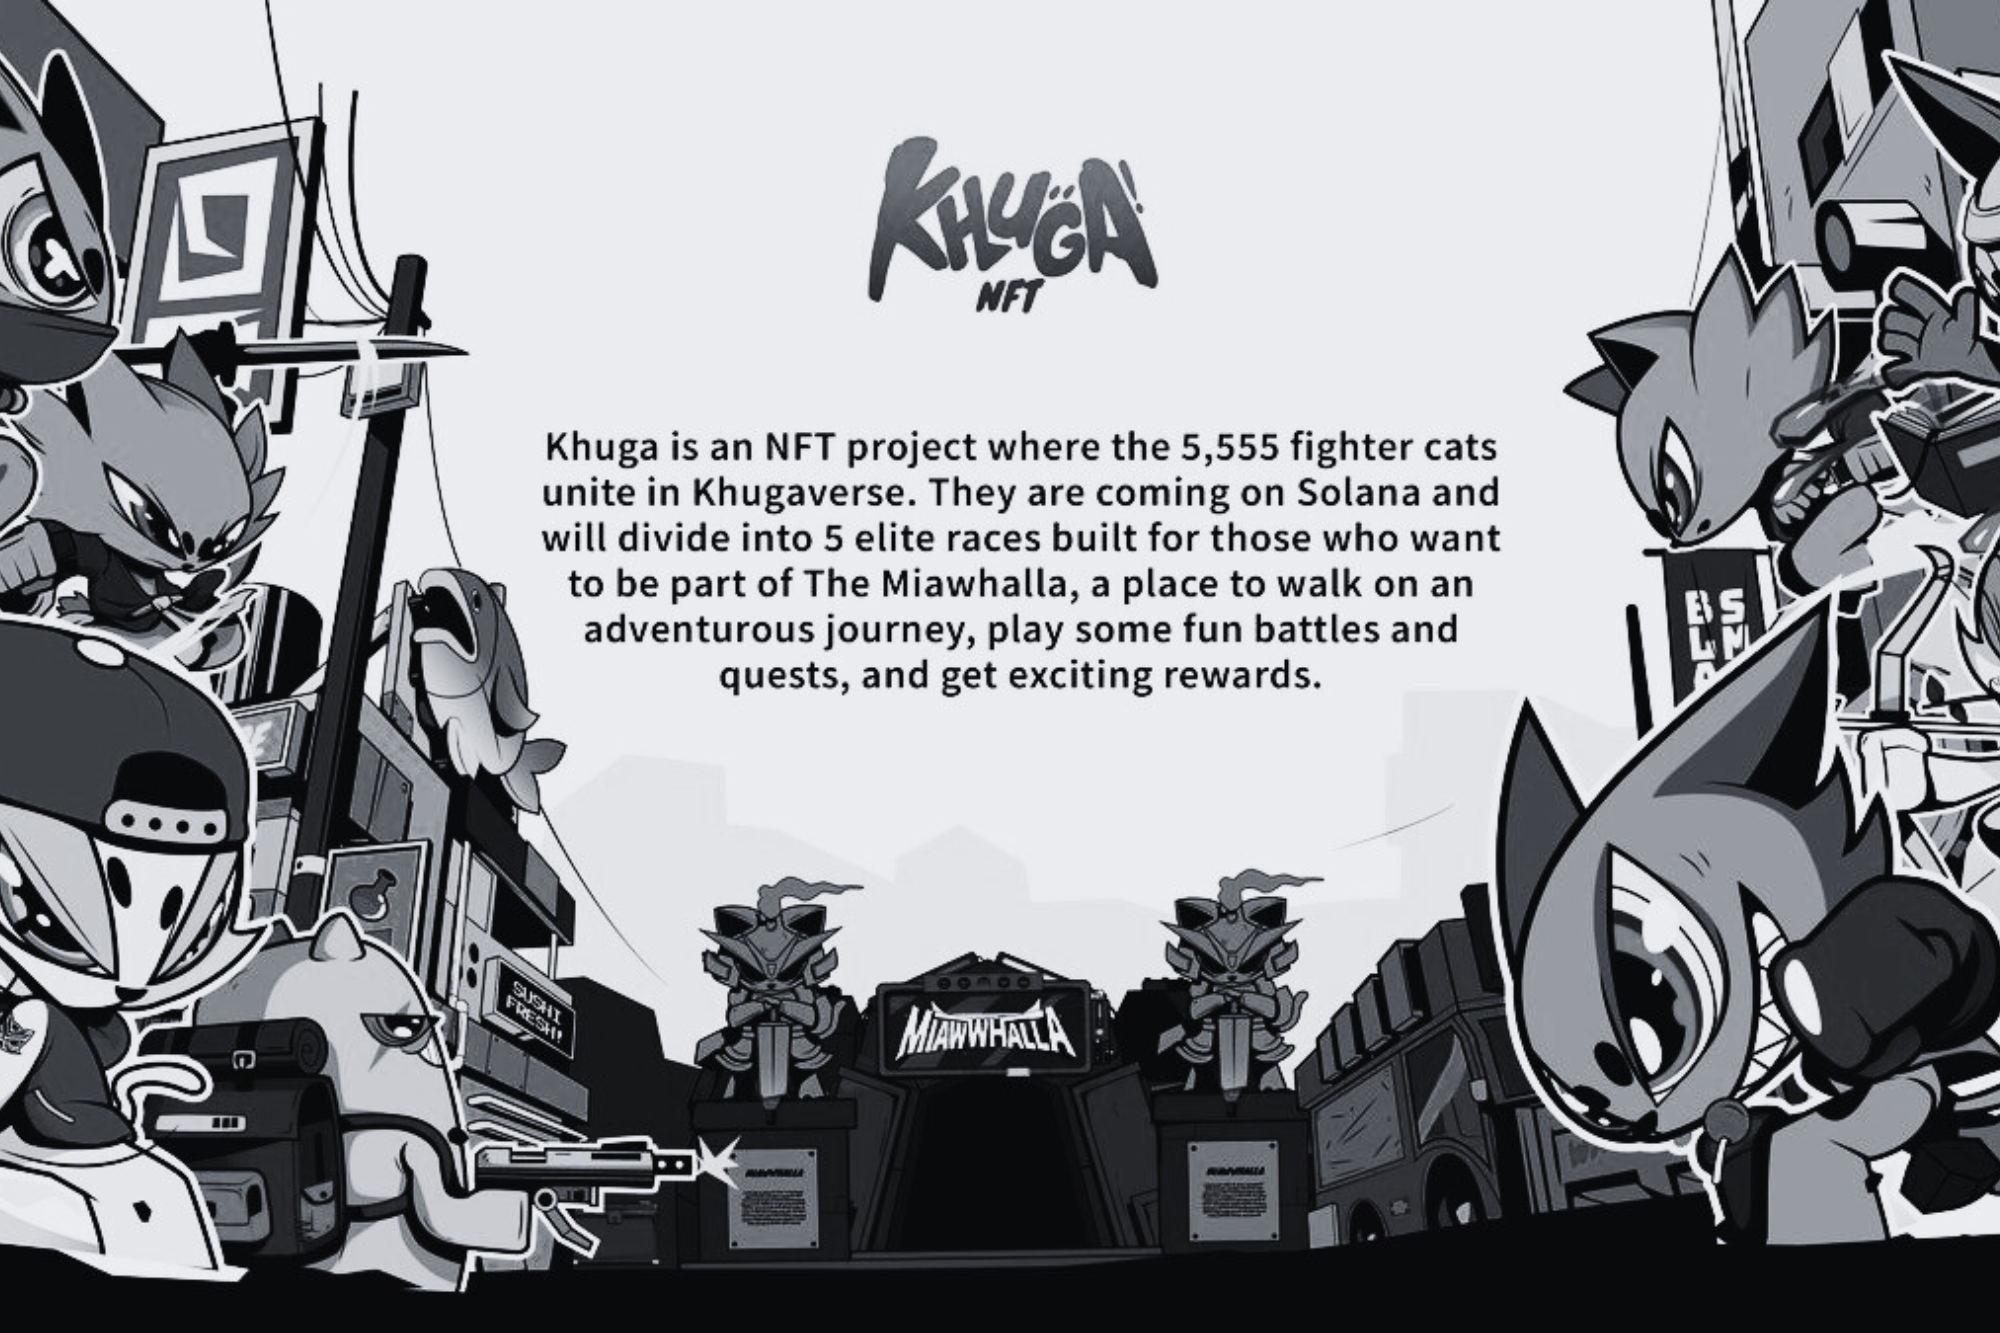 KHUGA
NFT
Khuga is an NFT project where the 5,555 fighter cats
unite in Khugaverse. They are coming on Solana and
will divide into 5 elite races built for those who want
to be part of The Miawhalla, a place to walk on an
adventurous journey, play some fun battles and
quests, and get exciting rewards.
SUSHI
FRESH!
MIAWWHALLA
MIAWWHALLA
MIAWWHALLA